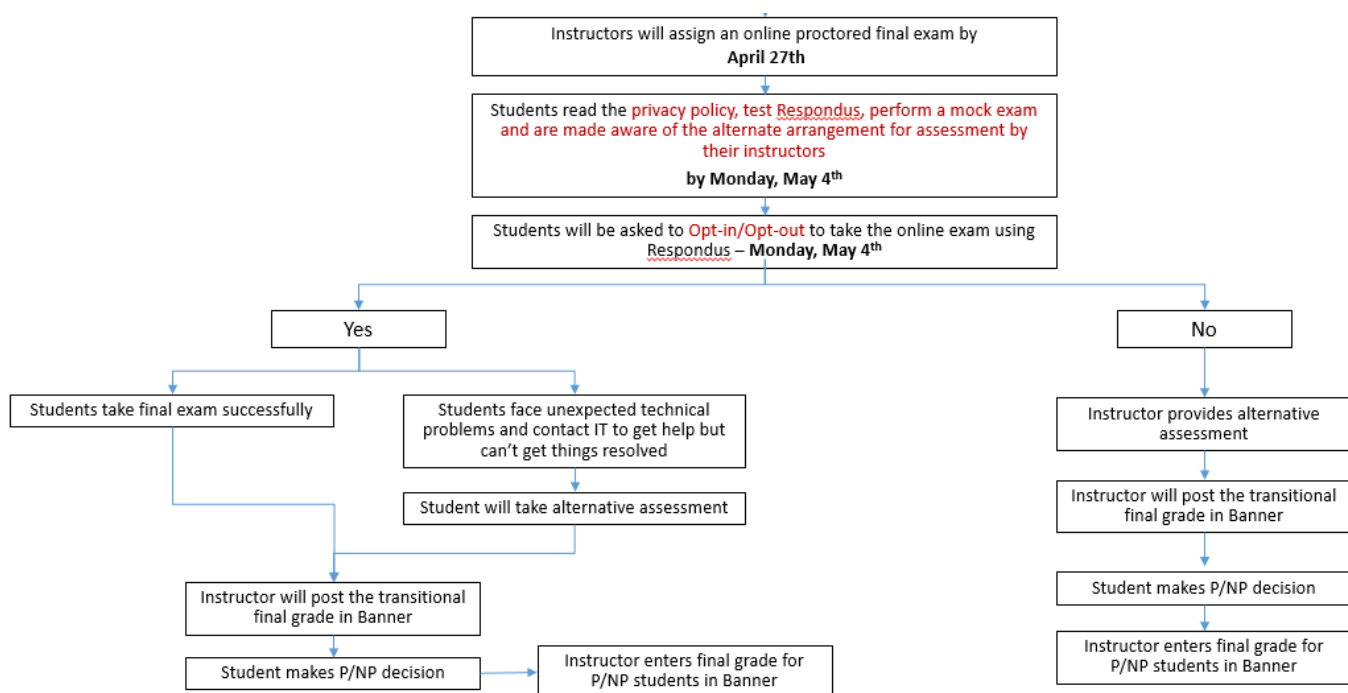 Instructors will assign an online proctored final exam by
April 27th
Students read the privacy policy, test Respondus, perform a mock exam
and are made aware of the alternate arrangement for assessment by
their instructors
by Monday, May 4th
Students will be asked to Opt-in/Opt-out to take the online exam using
Respondus – Monday, May 4th
Yes
No
Students take final exam successfully
Students face unexpected technical
problems and contact IT to get help but
can't get things resolved
Student will take alternative assessment
Instructor will post the transitional
final grade in Banner
Student makes P/NP decision
Instructor enters final grade for
P/NP students in Banner
Instructor provides alternative
assessment
Instructor will post the transitional
final grade in Banner
Student makes P/NP decision
Instructor enters final grade for
P/NP students in Banner